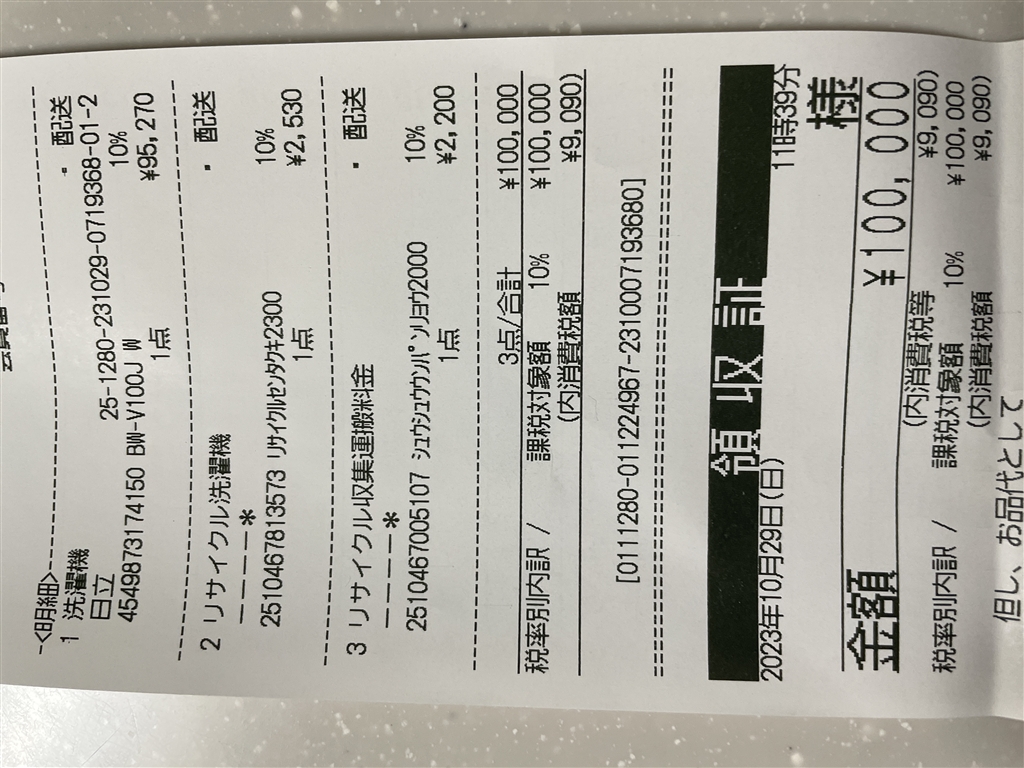 <明細>
1 洗濯機 ・ 配送
日立 25-1280-231029-0719368-01-2
4549873174150 BW-V100J W 10%
1点 ¥95,270
2 リサイクル洗濯機 ・ 配送
----*
2510467813573 リサイクルセンタクキ2300 10%
1点 ¥2,530
3 リサイクル収集運搬料金 ・ 配送
----*
2510467005107 シュウシュウウンパンリョウ2000 10%
1点 ¥2,200
3点/合計 ¥100,000
税率別内訳 / 課税対象額 10% ¥100,000
(内消費税額 ¥9,090)
[0111280-011224967-2310007193680]
領収証
2023年10月29日(日) 11時39分
様
金額 ¥100,000
(内消費税等 ¥9,090)
税率別内訳 / 課税対象額 10% ¥100,000
(内消費税額 ¥9,090)
但し、お品代として